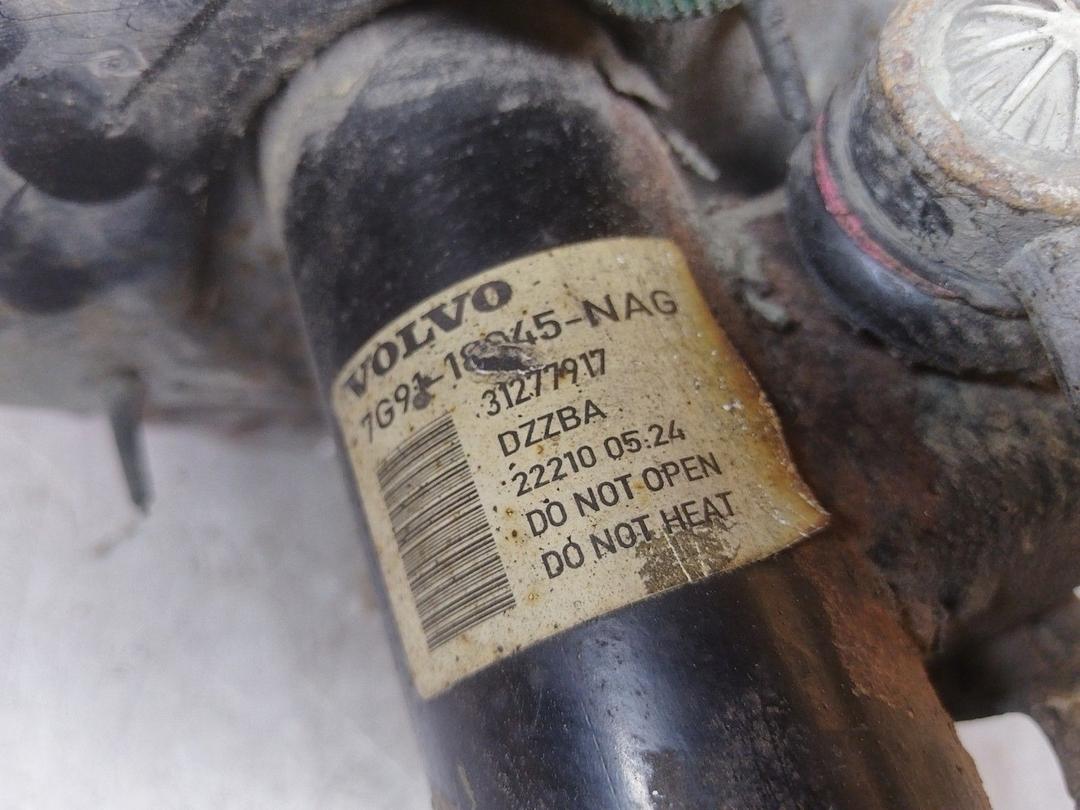 VOLVO
31277917
DZZBA
22210 05:24
DO NOT OPEN
DO NOT HEAT